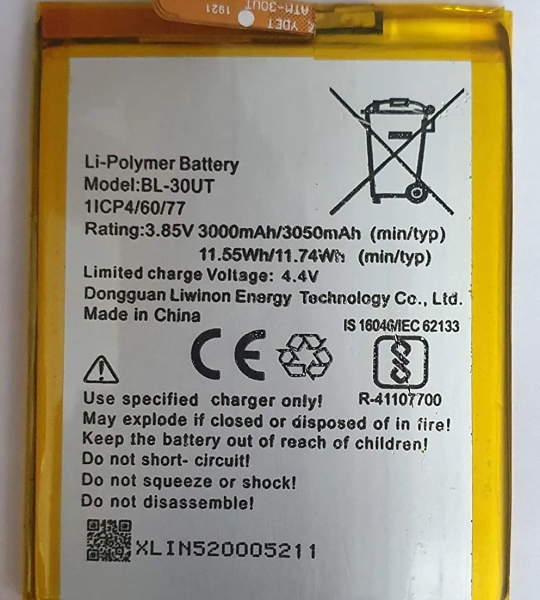 YDET
ATM-30UT
1921
Li-Polymer Battery
Model:BL-30UT
1ICP4/60/77
Rating:3.85V 3000mAh/3050mAh (min/typ)
11.55Wh/11.74Wh (min/typ)
Limited charge Voltage: 4.4V
Dongguan Liwinon Energy Technology Co., Ltd.
Made in China
IS 16046/IEC 62133
CE
R-41107700
Use specified charger only!
May explode if closed or disposed of in fire!
Keep the battery out of reach of children!
Do not short- circuit!
Do not squeeze or shock!
Do not disassemble!
XLIN520005211